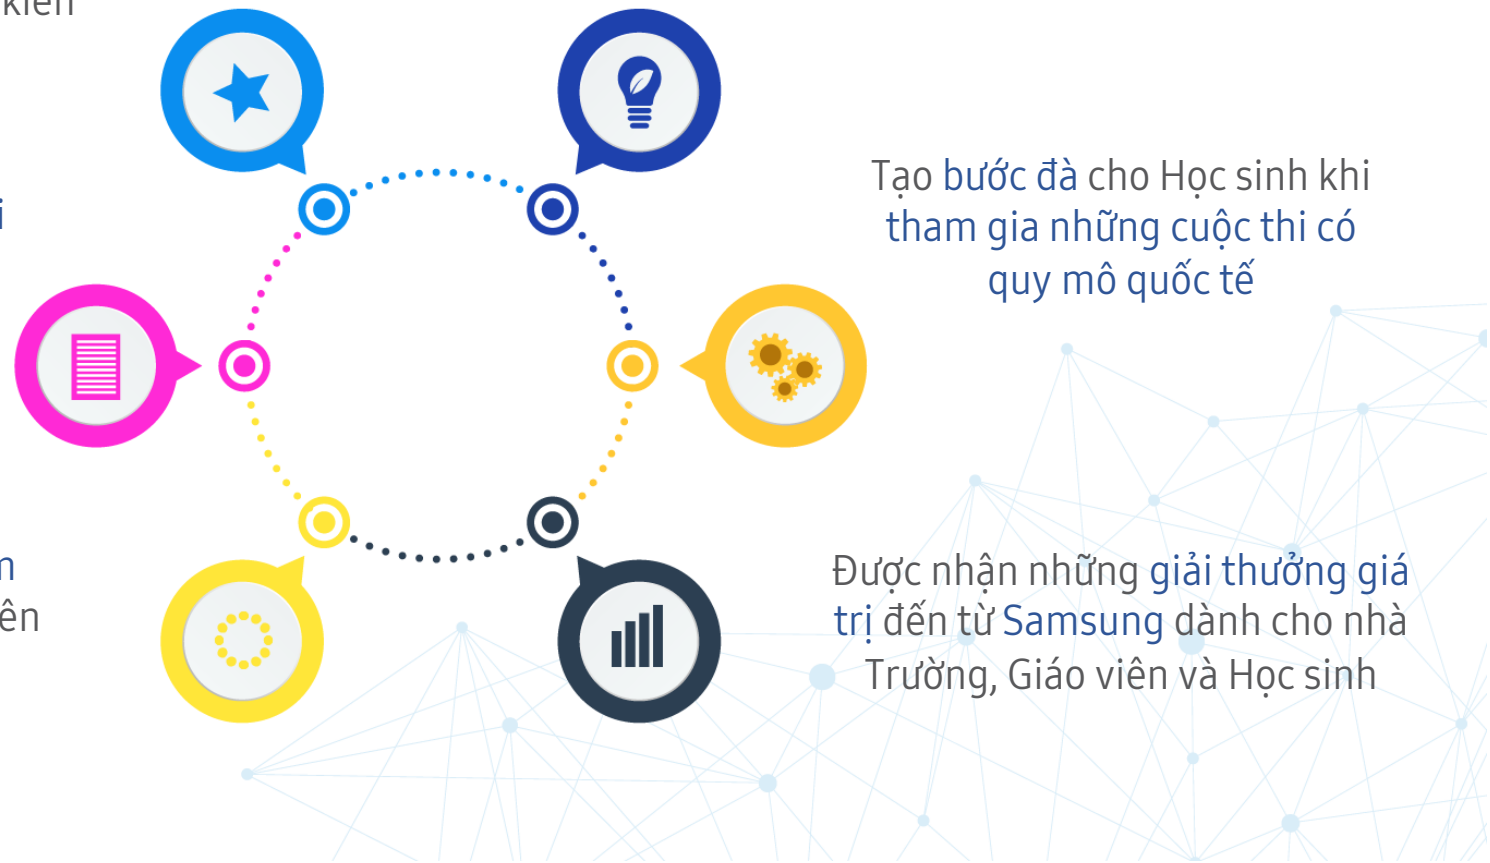 Tạo bước đà cho Học sinh khi
tham gia những cuộc thi có
quy mô quốc tế
Được nhận những giải thưởng giá
trị đến từ Samsung dành cho nhà
Trường, Giáo viên và Học sinh